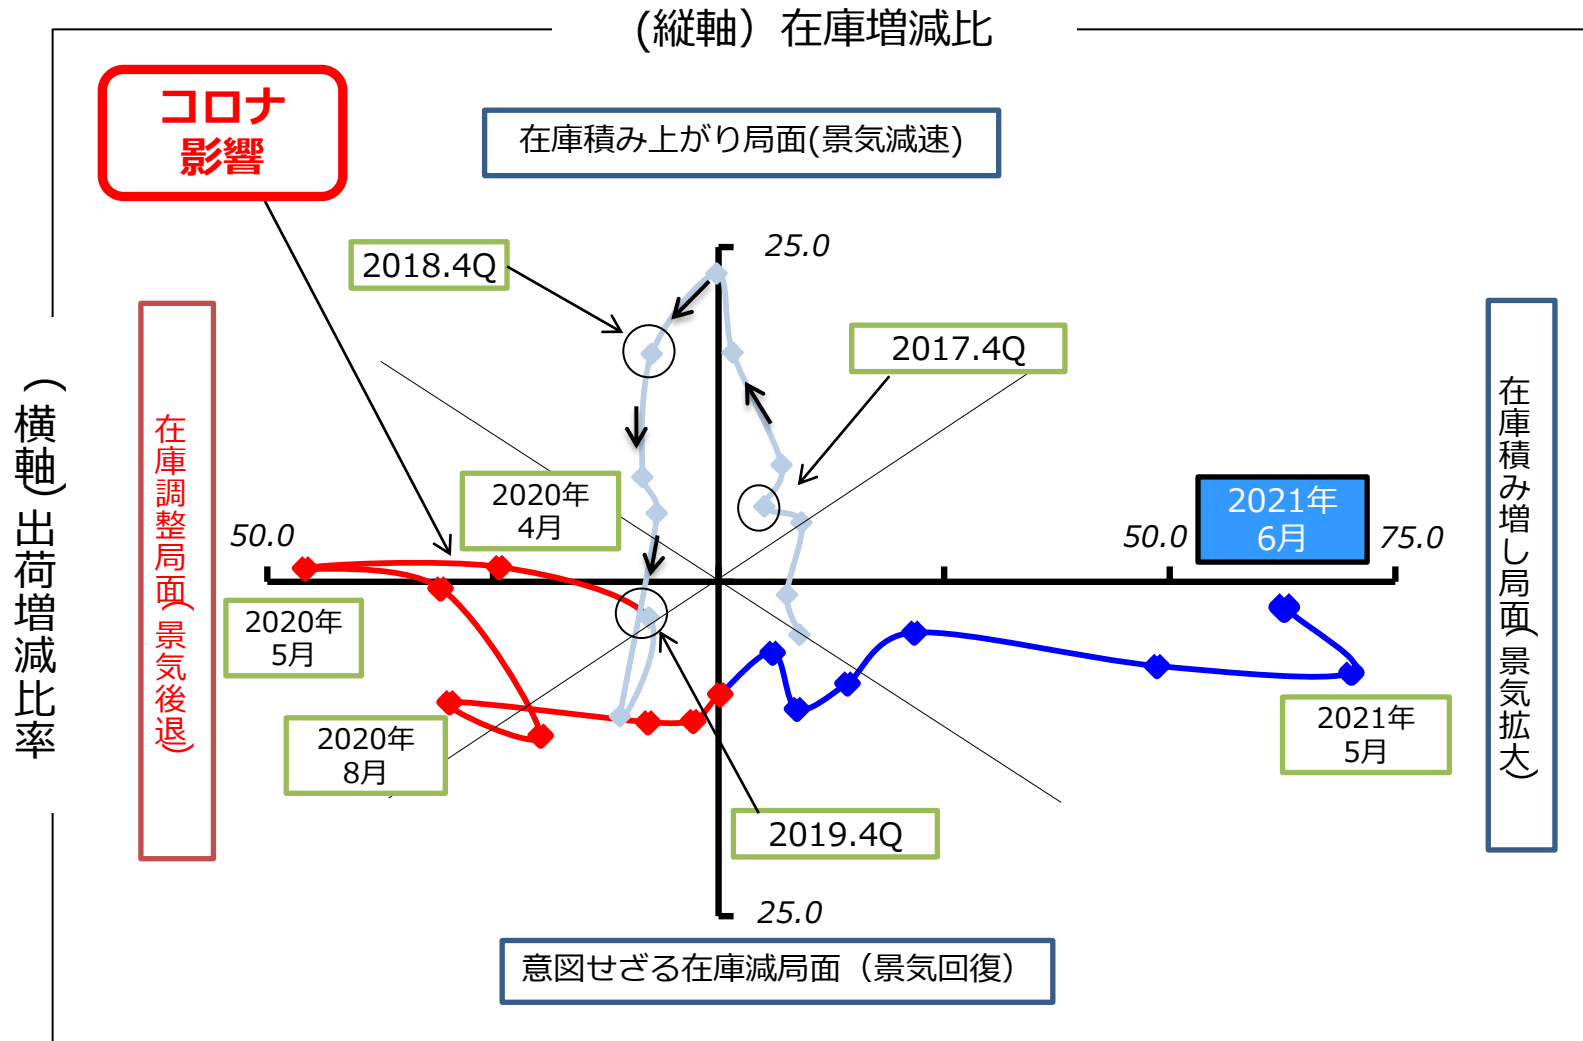 (縦軸）在庫増減比
コロナ
影響
在庫積み上がり局面(景気減速)
25.0
2018.4Q
2017.4Q
（横軸）出荷増減比率
在庫調整局面（景気後退）
在庫積み増し局面（景気拡大）
2020年
4月
2021年
6月
50.0
50.0
75.0
2020年
5月
2020年
8月
2021年
5月
2019.4Q
25.0
意図せざる在庫減局面（景気回復）